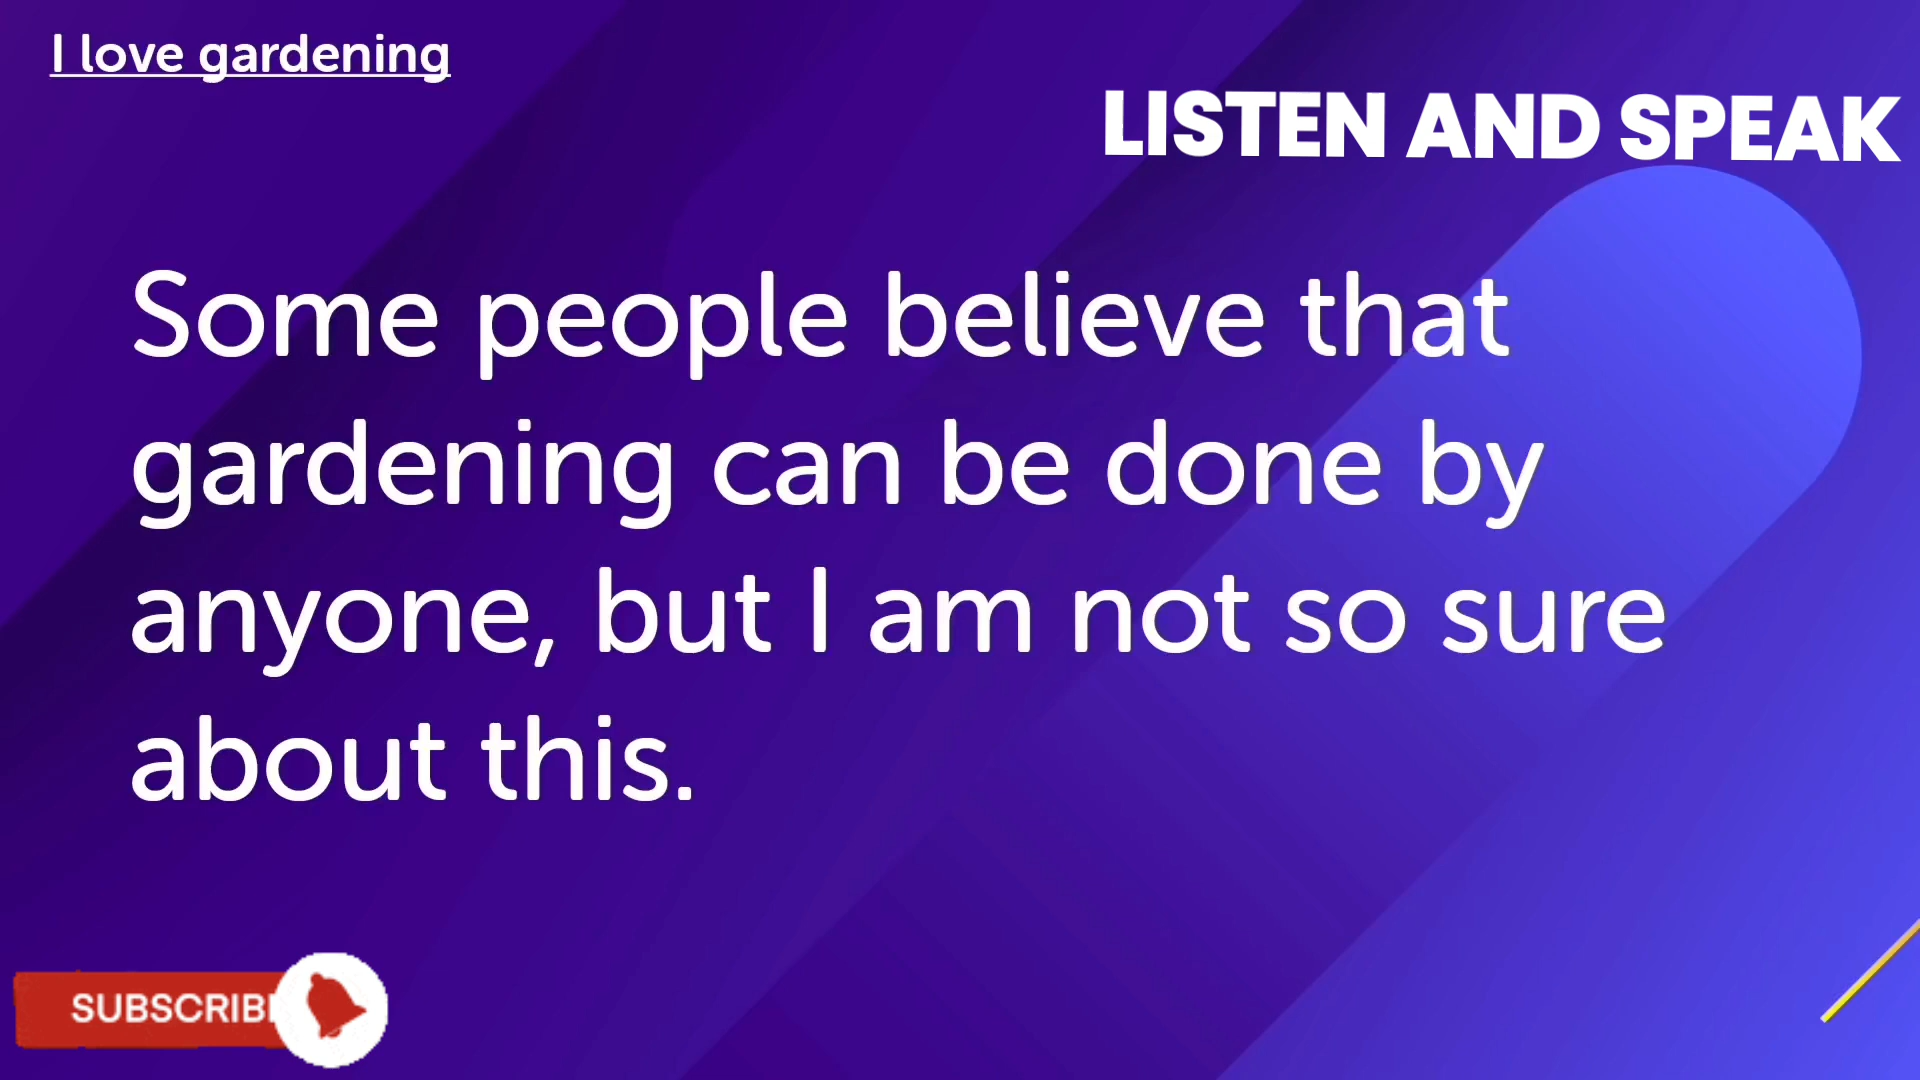 I love gardening
LISTEN AND SPEAK
Some people believe that
gardening can be done by
anyone, but I am not so sure
about this.
SUBSCRIB